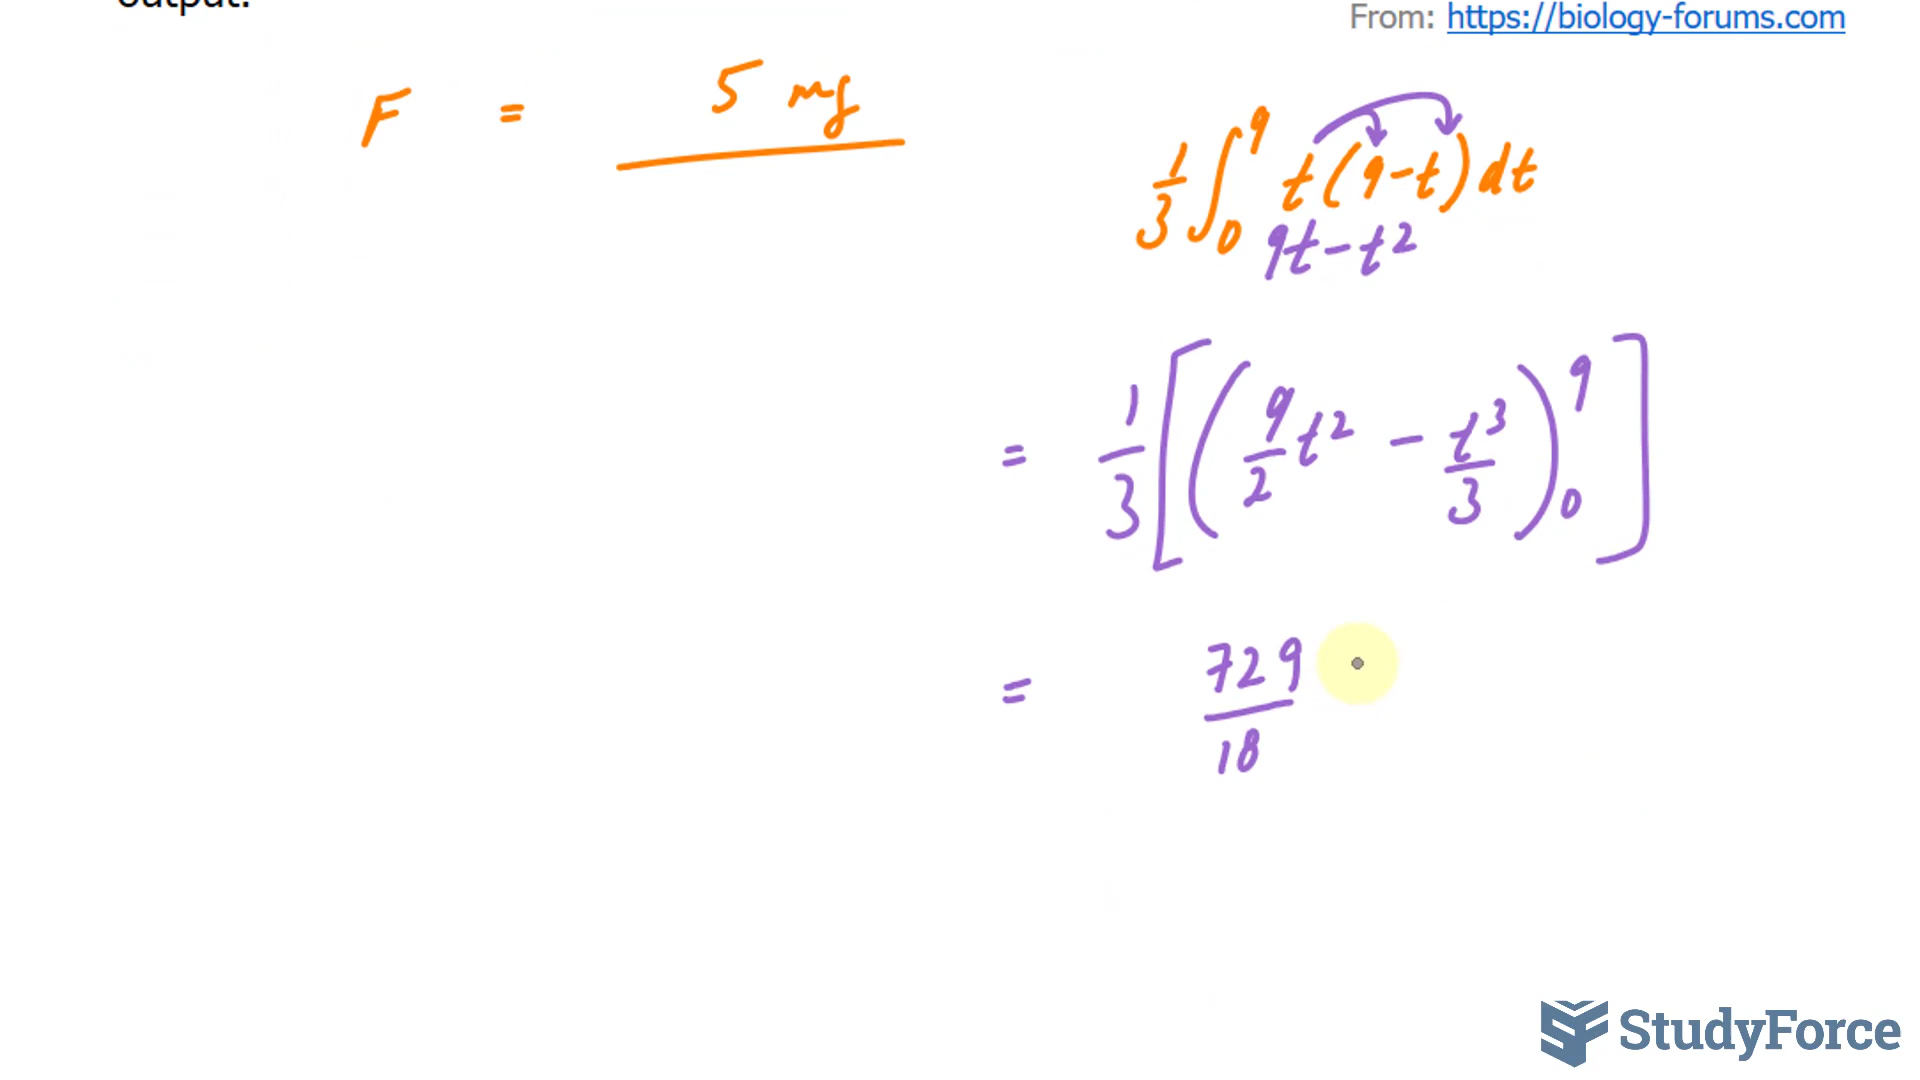 output.
From: https://biology-forums.com
F = 5 mg
1/3 ∫₀⁹ t(9-t)dt
9t-t²
= 1/3 [(9/2 t² - t³/3)₀⁹]
= 729/18
StudyForce